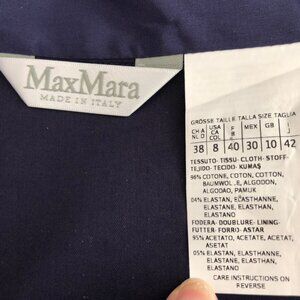 MaxMara
MADE IN ITALY
GRÖSSE TAILLE TALLA SIZE TAGLIA
CH A NL D
USA CA COL
F B E
MEX
GB
I
38 8 40 30 10 42
TESSUTO-TISSU-CLOTH-STOFF-
TEJIDO-TECIDO-KUMAŞ
96% COTONE, COTON, COTTON,
BAUMWOLLE, ALGODON,
ALGODAO, PAMUK
04% ELASTAN, ELASTHANNE,
ELASTANE, ELASTHAN,
ELASTANO
FODERA-DOUBLURE-LINING-
FUTTER-FORRO-ASTAR
95% ACETATO, ACETATE, ACETAT,
ASETAT
05% ELASTAN, ELASTHANNE,
ELASTANE, ELASTHAN,
ELASTANO
CARE INSTRUCTIONS ON
REVERSE